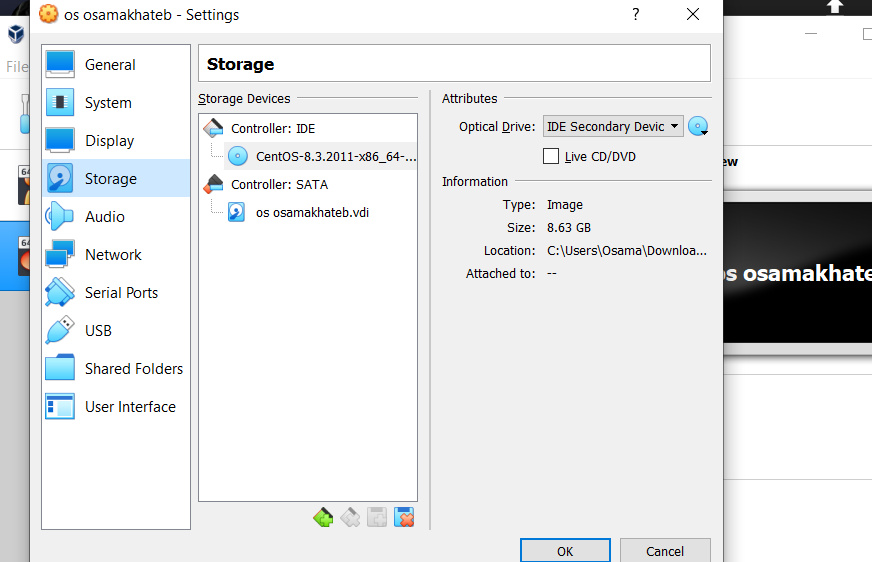 os osamakhateb - Settings
?
File
General
System
Display
Storage
Audio
Network
Serial Ports
USB
Shared Folders
User Interface
Storage
Storage Devices
Controller: IDE
CentOS-8.3.2011-x86_64-...
Controller: SATA
os osamakhateb.vdi
Attributes
Optical Drive: IDE Secondary Devic
Live CD/DVD
Information
Type: Image
Size: 8.63 GB
Location: C:\Users\Osama\Downloa...
Attached to: --
OK
Cancel
ew
os osamakhate
64
64